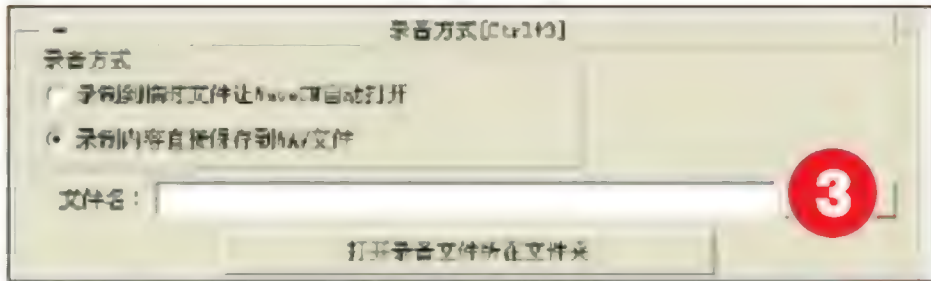 录音方式[Ctrl+3]
录音方式
录制到临时文件让Wave自动打开
录制内容直接保存到WAV文件
文件名：
3
打开录音文件所在文件夹